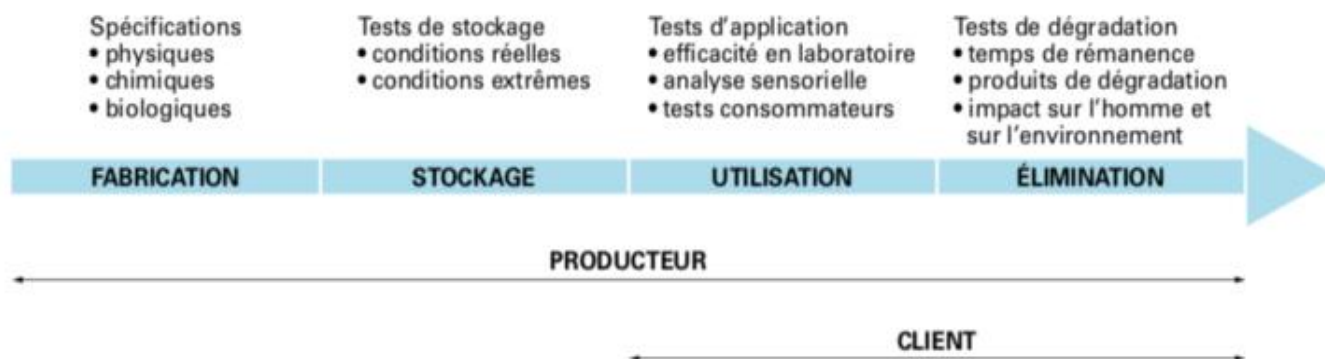 Spécifications
• physiques
• chimiques
• biologiques
Tests de stockage
• conditions réelles
• conditions extrêmes
Tests d'application
• efficacité en laboratoire
• analyse sensorielle
• tests consommateurs
Tests de dégradation
• temps de rémanence
• produits de dégradation
• impact sur l'homme et
sur l'environnement
FABRICATION
STOCKAGE
UTILISATION
ÉLIMINATION
PRODUCTEUR
CLIENT